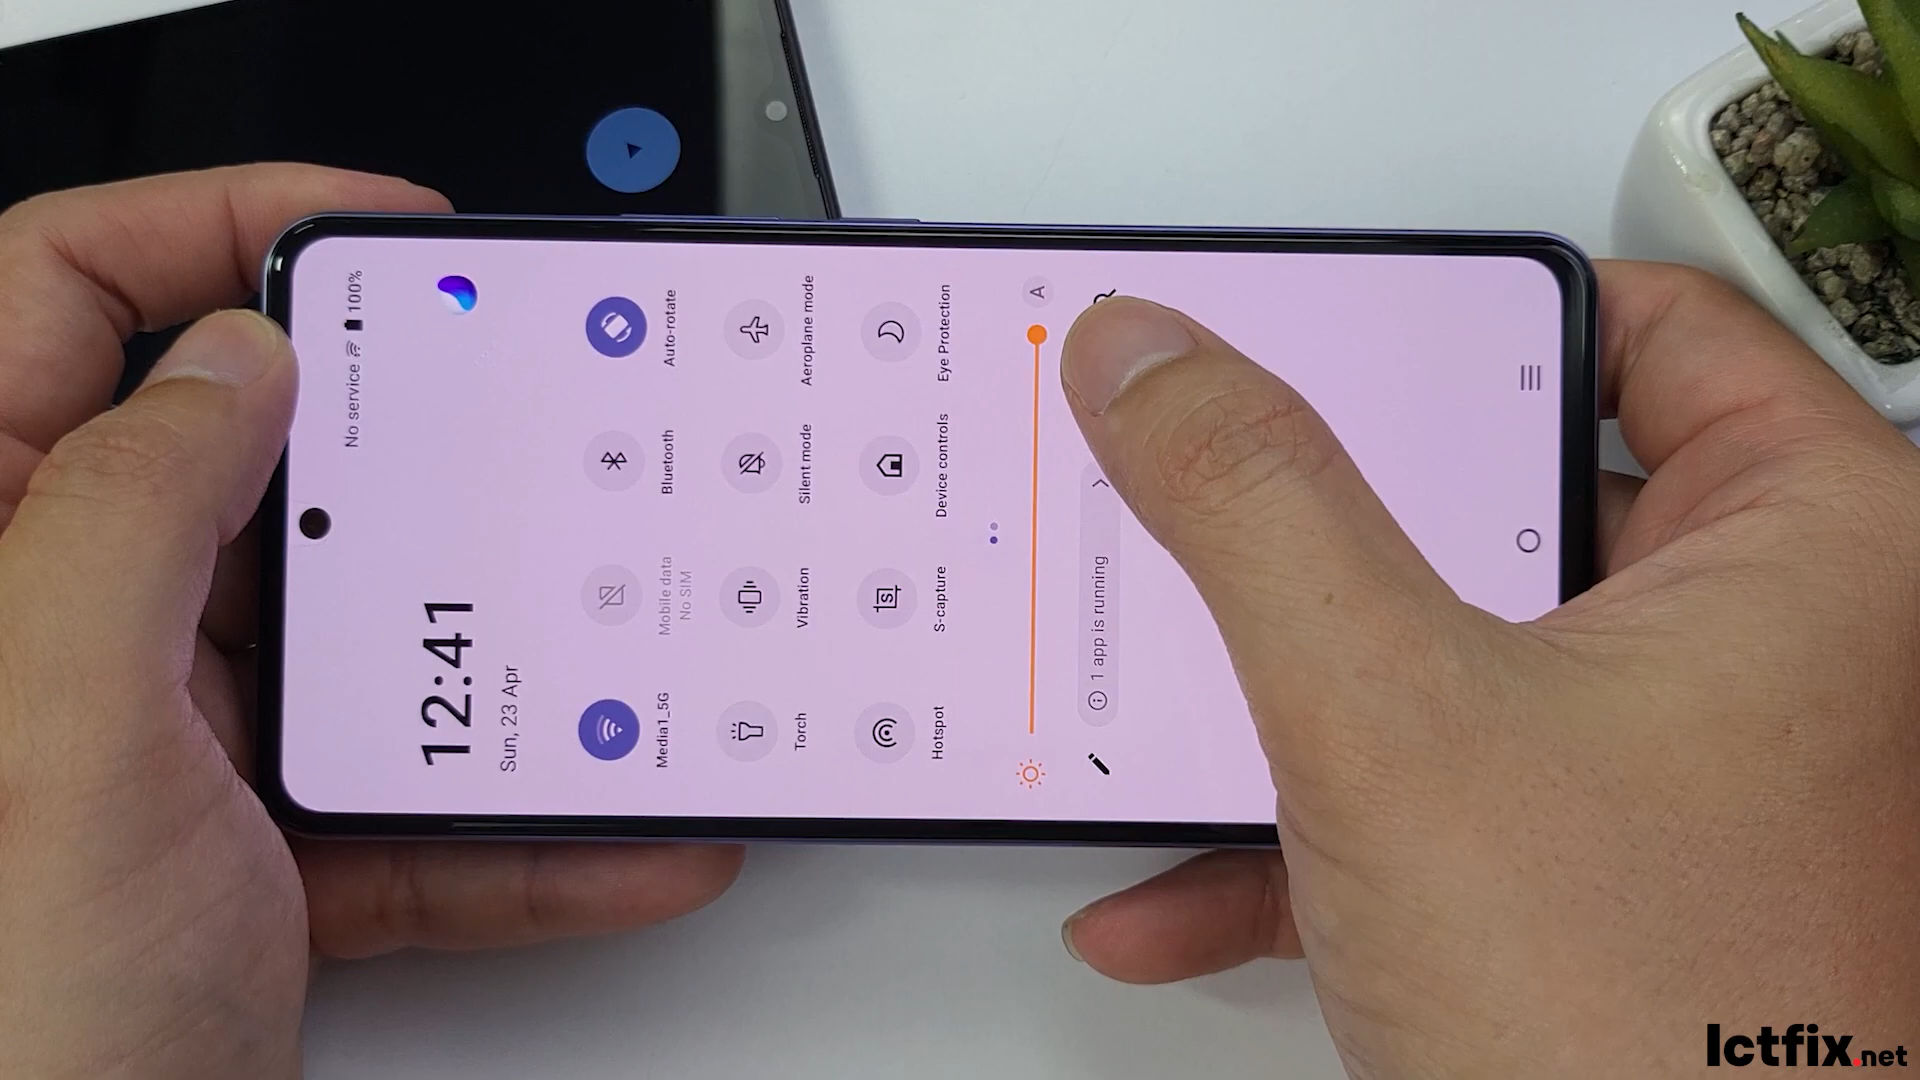 No service 100%
12:41
Sun, 23 Apr
Media1_5G
Mobile data
No SIM
Bluetooth
Auto-rotate
Torch
Vibration
Silent mode
Aeroplane mode
Hotspot
S-capture
Device controls
Eye Protection
A
1 app is running
Ictfix.net